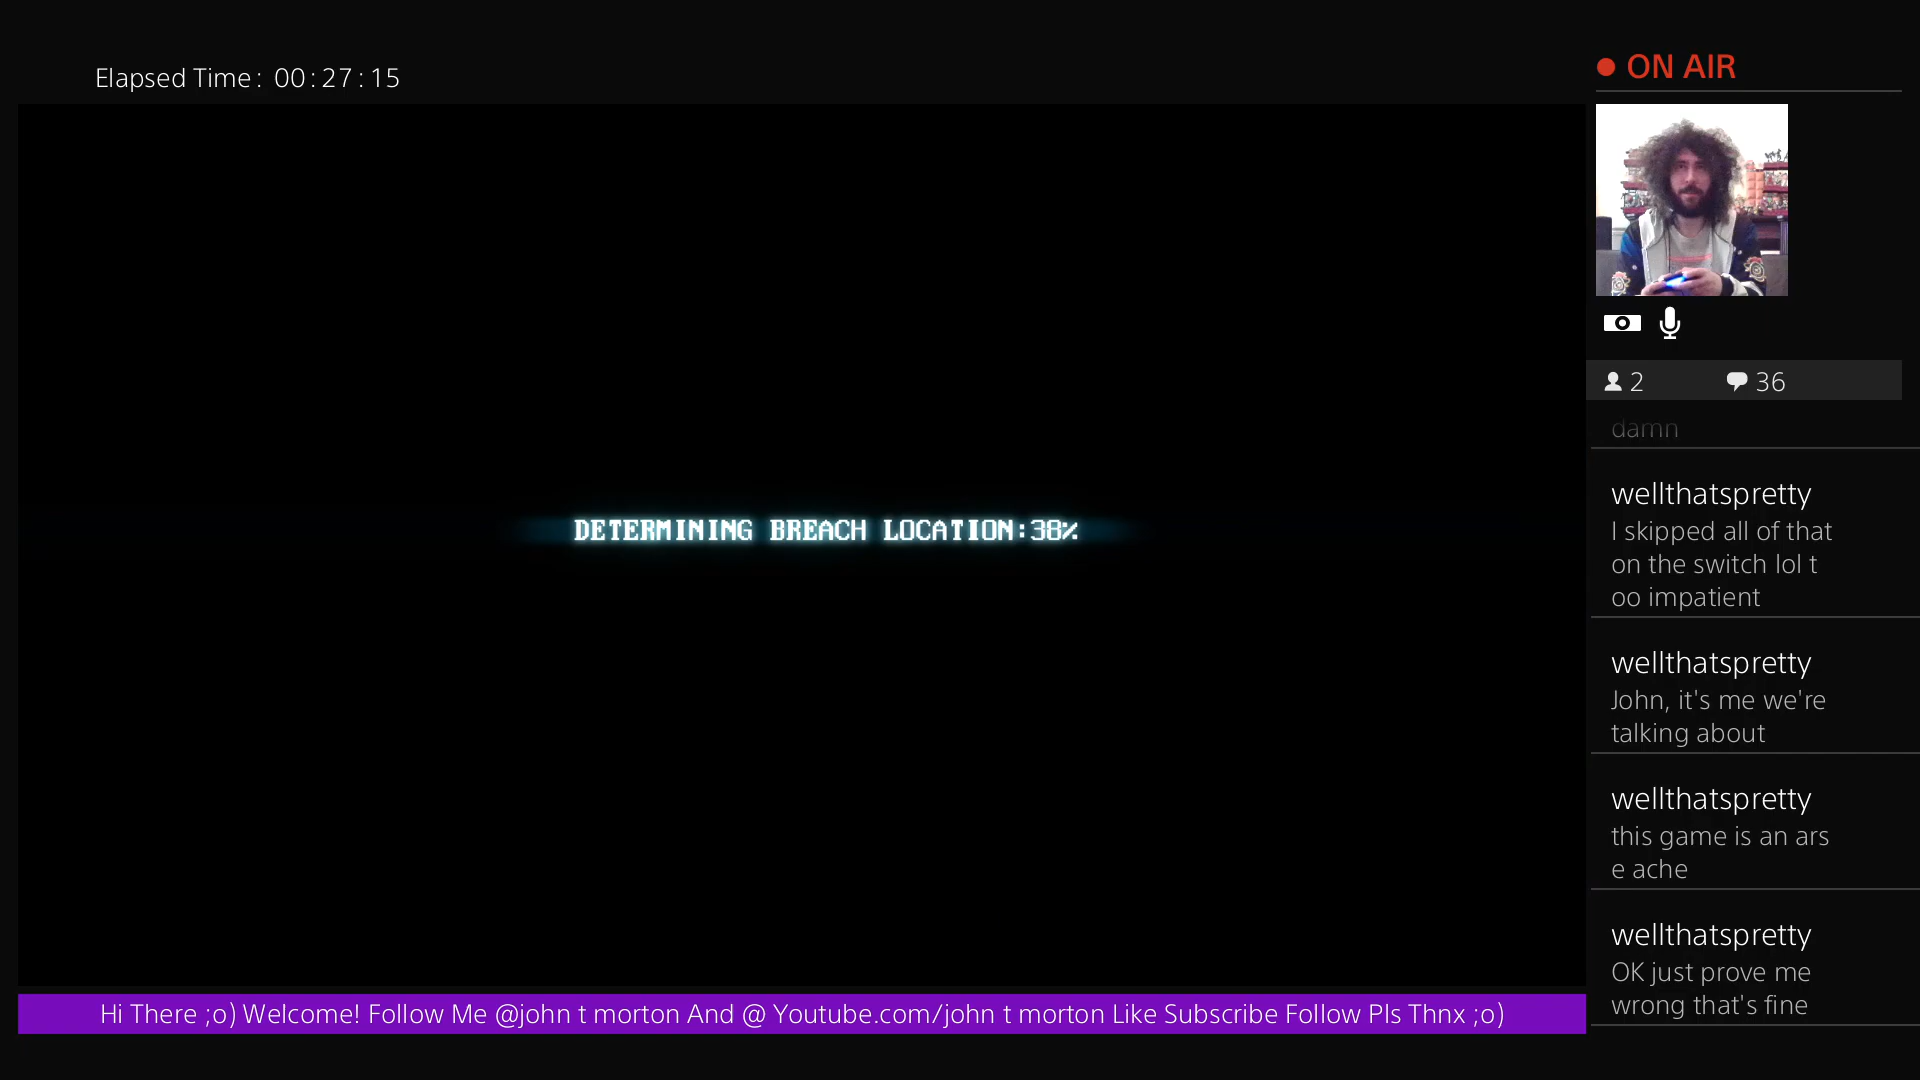 Elapsed Time: 00:27:15
ON AIR
2
36
damn
wellthatspretty
I skipped all of that
on the switch lol t
oo impatient
wellthatspretty
John, it's me we're
talking about
wellthatspretty
this game is an ars
e ache
wellthatspretty
OK just prove me
wrong that's fine
DETERMINING BREACH LOCATION:38%
Hi There ;o) Welcome! Follow Me @john t morton And @ Youtube.com/john t morton Like Subscribe Follow Pls Thnx ;o)